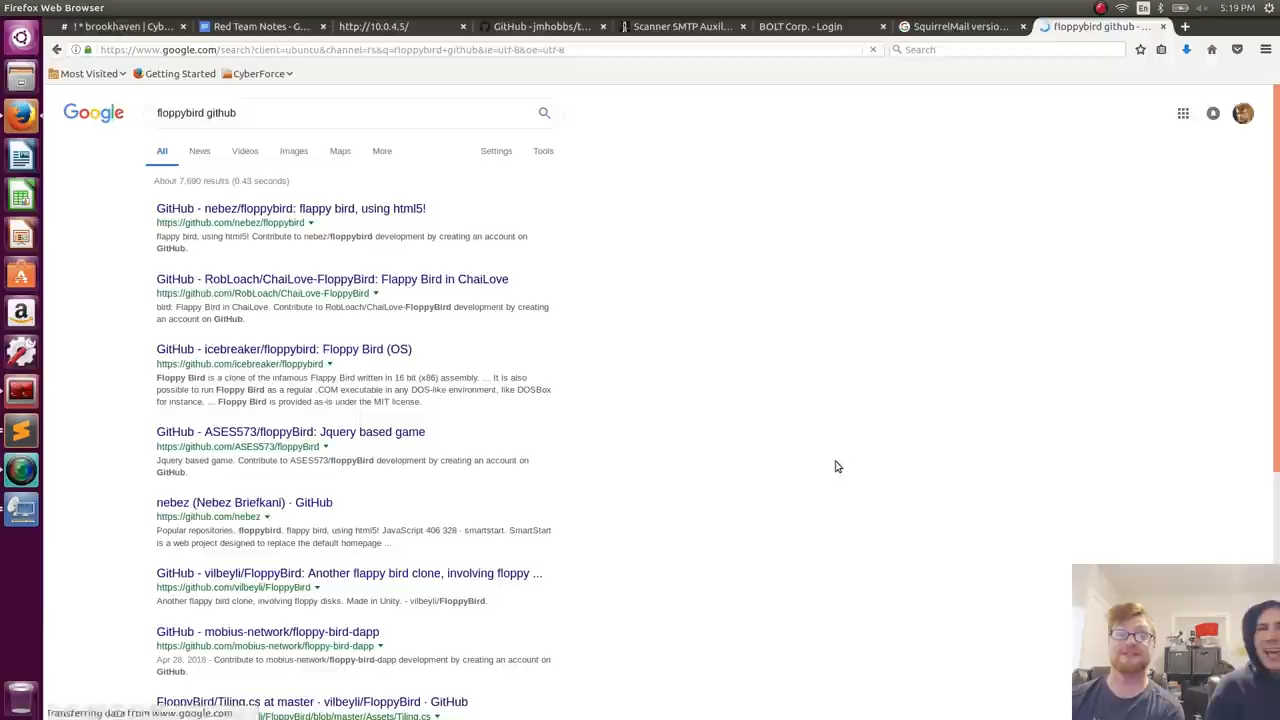 Firefox Web Browser
En
5:19 PM
* brookhaven | Cyb...
Red Team Notes - G...
http://10.0.4.5/
GitHub - jmhobbs/t...
Scanner SMTP Auxil...
BOLT Corp. - Login
SquirrelMail versio...
floppybird github - ...
https://www.google.com/search?client=ubuntu&channel=fs&q=floppybird+github&ie=utf-8&oe=utf-8
Search
Most Visited
Getting Started
CyberForce
Google
floppybird github
All
News
Videos
Images
Maps
More
Settings
Tools
About 7,690 results (0.43 seconds)
GitHub - nebez/floppybird: flappy bird, using html5!
https://github.com/nebez/floppybird
flappy bird, using html5! Contribute to nebez/floppybird development by creating an account on
GitHub.
GitHub - RobLoach/ChaiLove-FloppyBird: Flappy Bird in ChaiLove
https://github.com/RobLoach/ChaiLove-FloppyBird
bird: Flappy Bird in ChaiLove. Contribute to RobLoach/ChaiLove-FloppyBird development by creating
an account on GitHub.
GitHub - icebreaker/floppybird: Floppy Bird (OS)
https://github.com/icebreaker/floppybird
Floppy Bird is a clone of the infamous Flappy Bird written in 16 bit (x86) assembly. ... It is also
possible to run Floppy Bird as a regular .COM executable in any DOS-like environment, like DOSBox
for instance. ... Floppy Bird is provided as-is under the MIT license.
GitHub - ASES573/floppyBird: Jquery based game
https://github.com/ASES573/floppyBird
Jquery based game. Contribute to ASES573/floppyBird development by creating an account on
GitHub.
nebez (Nebez Briefkani) · GitHub
https://github.com/nebez
Popular repositories. floppybird. flappy bird, using html5! JavaScript 406 328 · smartstart. SmartStart
is a web project designed to replace the default homepage ...
GitHub - vilbeyli/FloppyBird: Another flappy bird clone, involving floppy ...
https://github.com/vilbeyli/FloppyBird
Another flappy bird clone, involving floppy disks. Made in Unity. - vilbeyli/FloppyBird.
GitHub - mobius-network/floppy-bird-dapp
https://github.com/mobius-network/floppy-bird-dapp
Apr 28, 2018 - Contribute to mobius-network/floppy-bird-dapp development by creating an account on
GitHub.
FloppyBird/Tiling.cs at master · vilbeyli/FloppyBird · GitHub
Transferring data from www.google.com...
li/FloppyBird/blob/master/Assets/Tiling.cs